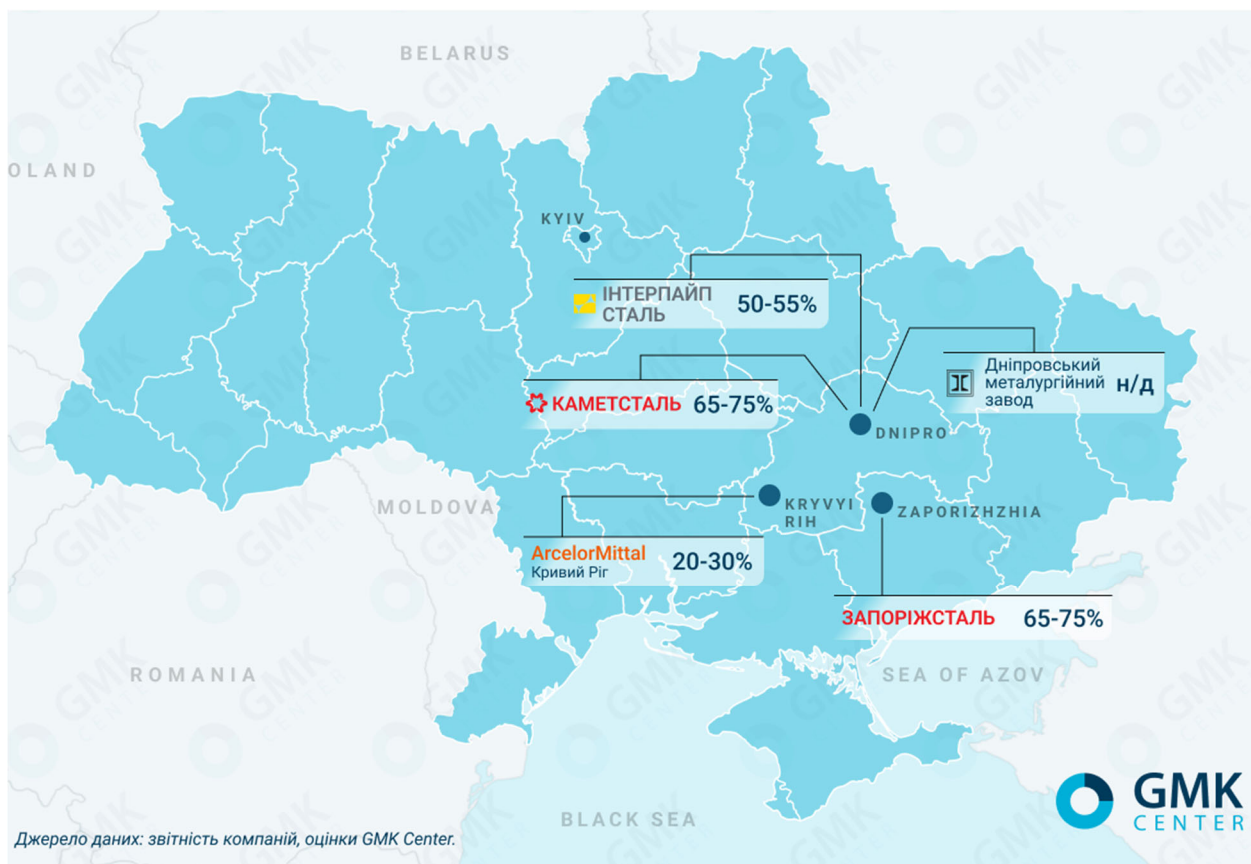 BELARUS
OLAND
KYIV
ІНТЕРПАЙП
СТАЛЬ
50-55%
Дніпровський
металургійний
завод
н/д
КАМЕТСТАЛЬ 65-75%
DNIPRO
MOLDOVA
KRYVYI
RIH
ZAPORIZHZHIA
ArcelorMittal
Кривий Ріг
20-30%
ЗАПОРІЖСТАЛЬ 65-75%
ROMANIA
SEA OF AZOV
BLACK SEA
GMK
CENTER
Джерело даних: звітність компаній, оцінки GMK Center.